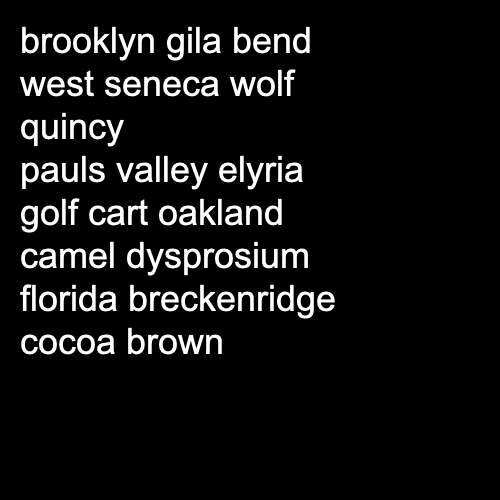 brooklyn gila bend
west seneca wolf
quincy
pauls valley elyria
golf cart oakland
camel dysprosium
florida breckenridge
cocoa brown